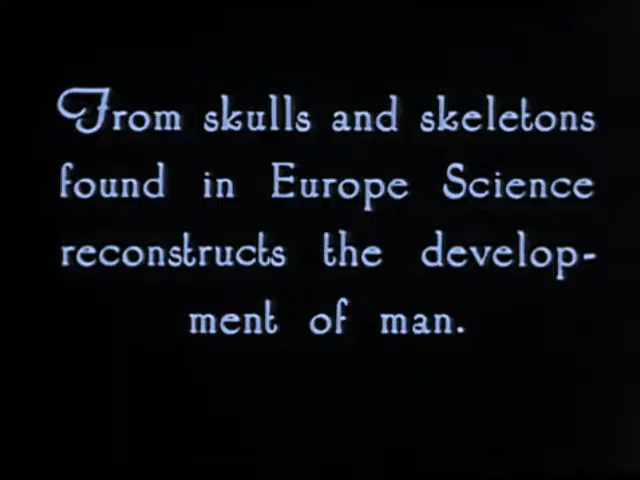 From skulls and skeletons
found in Europe Science
reconstructs the develop-
ment of man.